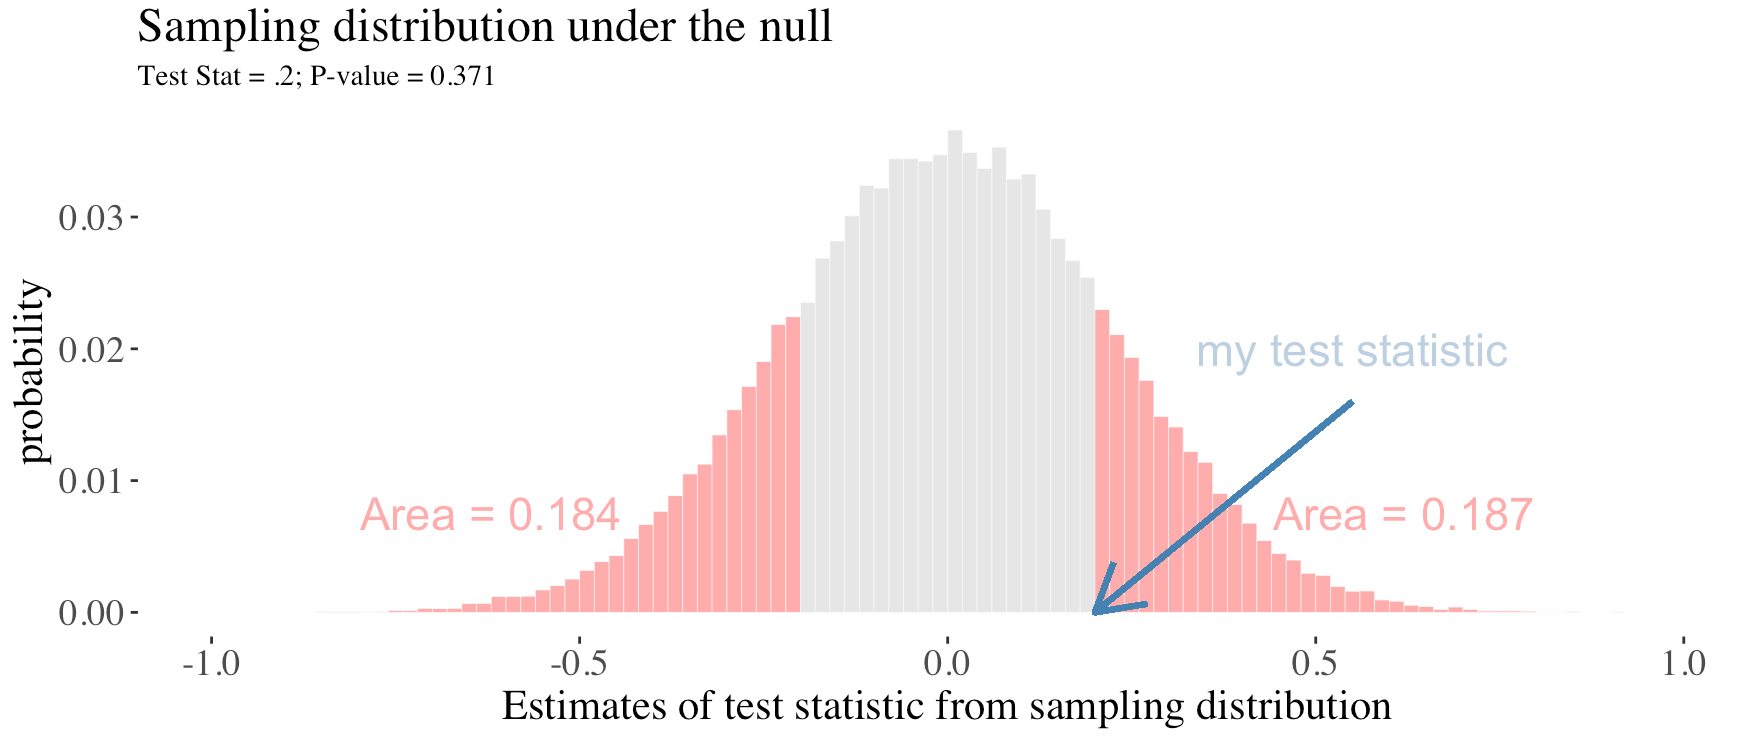 Sampling distribution under the null
Test Stat = .2; P-value = 0.371
probability
0.03
0.02
0.01
0.00
my test statistic
Area = 0.184
Area = 0.187
-1.0
-0.5
0.0
0.5
1.0
Estimates of test statistic from sampling distribution